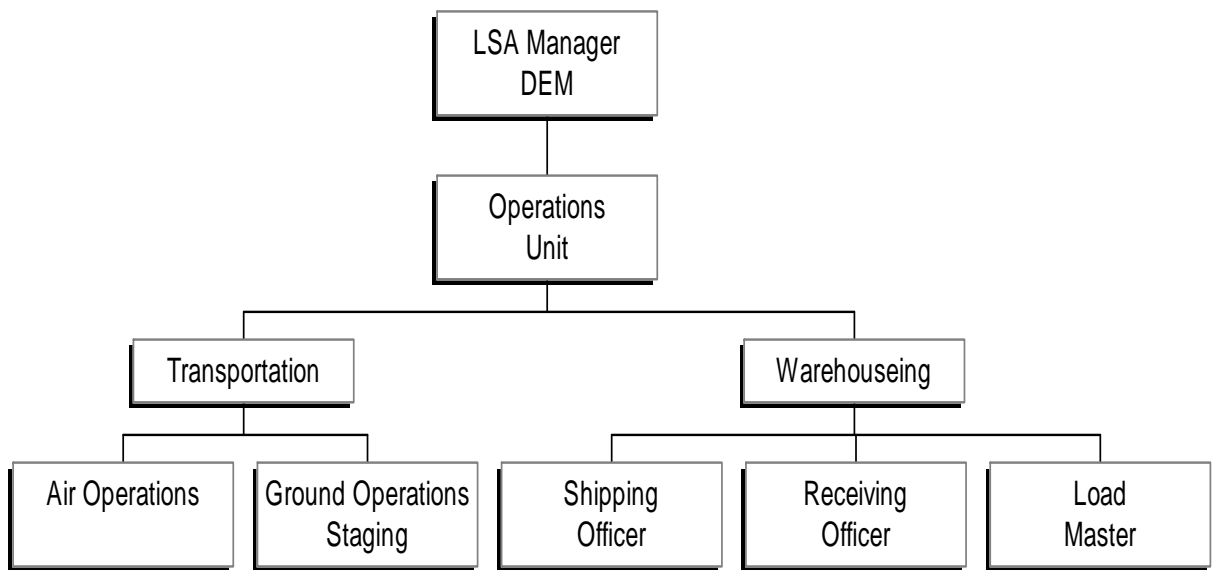 LSA Manager
DEM
Operations
Unit
Transportation
Warehouseing
Air Operations
Ground Operations
Staging
Shipping
Officer
Receiving
Officer
Load
Master